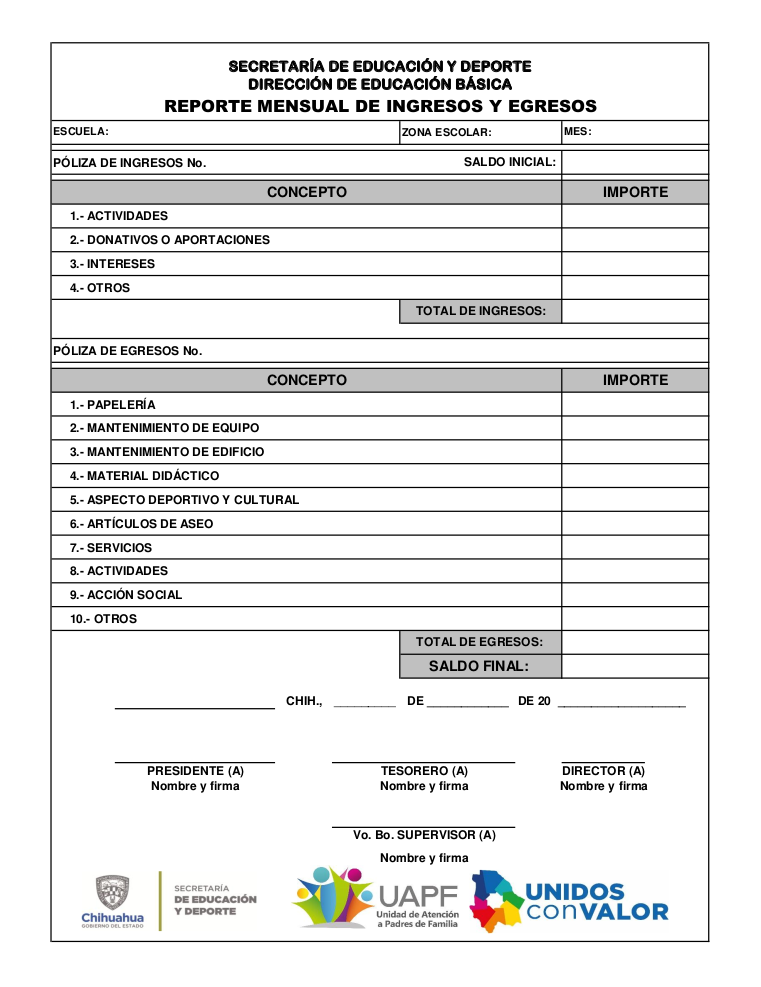 SECRETARÍA DE EDUCACIÓN Y DEPORTE
DIRECCIÓN DE EDUCACIÓN BÁSICA
REPORTE MENSUAL DE INGRESOS Y EGRESOS
ESCUELA: ZONA ESCOLAR: MES:
PÓLIZA DE INGRESOS No. SALDO INICIAL:
CONCEPTO IMPORTE
1.- ACTIVIDADES
2.- DONATIVOS O APORTACIONES
3.- INTERESES
4.- OTROS
TOTAL DE INGRESOS:
PÓLIZA DE EGRESOS No.
CONCEPTO IMPORTE
1.- PAPELERÍA
2.- MANTENIMIENTO DE EQUIPO
3.- MANTENIMIENTO DE EDIFICIO
4.- MATERIAL DIDÁCTICO
5.- ASPECTO DEPORTIVO Y CULTURAL
6.- ARTÍCULOS DE ASEO
7.- SERVICIOS
8.- ACTIVIDADES
9.- ACCIÓN SOCIAL
10.- OTROS
TOTAL DE EGRESOS:
SALDO FINAL:
CHIH., ________ DE ____________ DE 20 __________________
PRESIDENTE (A) TESORERO (A) DIRECTOR (A)
Nombre y firma Nombre y firma Nombre y firma
Vo. Bo. SUPERVISOR (A)
Nombre y firma
Chihuahua
GOBIERNO DEL ESTADO
SECRETARÍA
DE EDUCACIÓN
Y DEPORTE
UAPF
Unidad de Atención
a Padres de Familia
UNIDOS
conVALOR